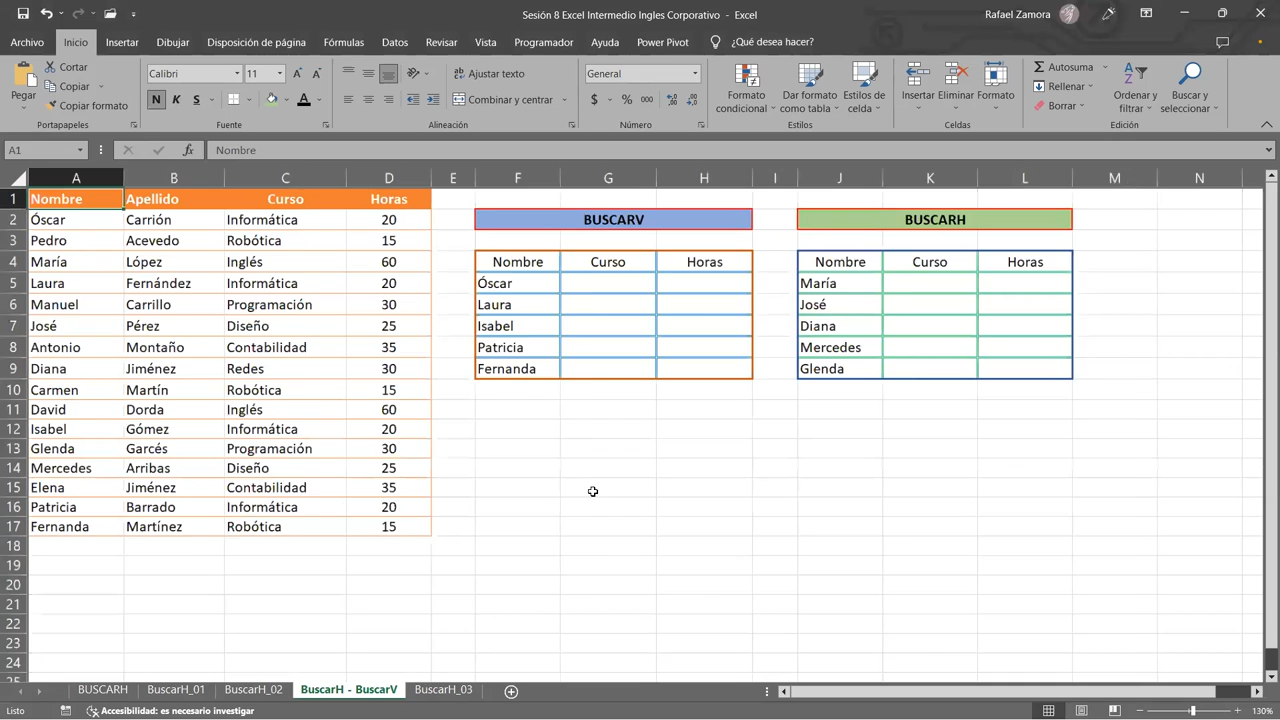 Sesión 8 Excel Intermedio Ingles Corporativo - Excel
Rafael Zamora
Archivo Inicio Insertar Dibujar Disposición de página Fórmulas Datos Revisar Vista Programador Ayuda Power Pivot ¿Qué desea hacer?
Pegar
Cortar
Copiar
Copiar formato
Portapapeles
Calibri 11
N K S
Fuente
Ajustar texto
Combinar y centrar
Alineación
General
$ % 000
Número
Formato condicional
Dar formato como tabla
Estilos de celda
Estilos
Insertar Eliminar Formato
Celdas
Autosuma
Rellenar
Borrar
Ordenar y filtrar
Buscar y seleccionar
Edición
A1 fx Nombre
A B C D E F G H I J K L M N
1 Nombre Apellido Curso Horas
2 Óscar Carrión Informática 20 BUSCARV BUSCARH
3 Pedro Acevedo Robótica 15
4 María López Inglés 60 Nombre Curso Horas Nombre Curso Horas
5 Laura Fernández Informática 20 Óscar María
6 Manuel Carrillo Programación 30 Laura José
7 José Pérez Diseño 25 Isabel Diana
8 Antonio Montaño Contabilidad 35 Patricia Mercedes
9 Diana Jiménez Redes 30 Fernanda Glenda
10 Carmen Martín Robótica 15
11 David Dorda Inglés 60
12 Isabel Gómez Informática 20
13 Glenda Garcés Programación 30
14 Mercedes Arribas Diseño 25
15 Elena Jiménez Contabilidad 35
16 Patricia Barrado Informática 20
17 Fernanda Martínez Robótica 15
18
19
20
21
22
23
24
25
BUSCARH BuscarH_01 BuscarH_02 BuscarH - BuscarV BuscarH_03
Listo Accesibilidad: es necesario investigar 130%